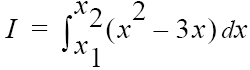 I = ∫_{x_1}^{x_2} (x^2 − 3x) dx